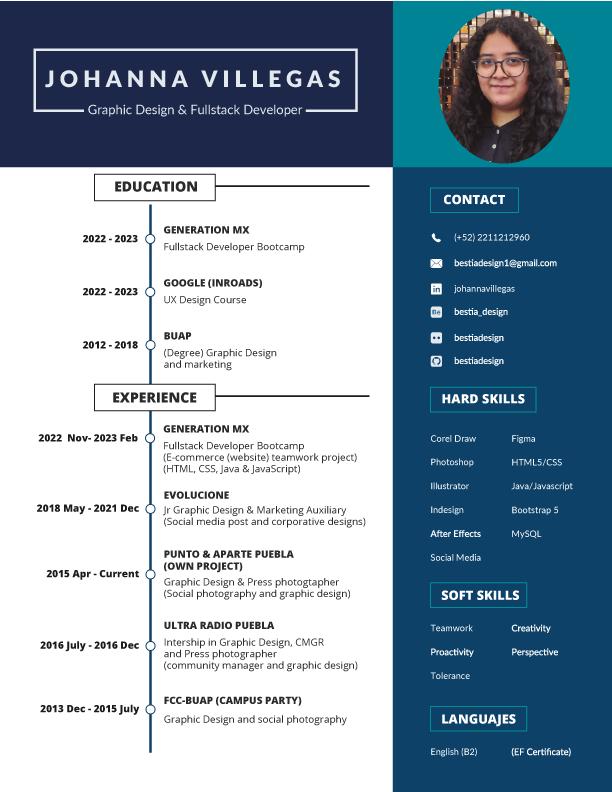 JOHANNA VILLEGAS
Graphic Design & Fullstack Developer
EDUCATION
2022 - 2023
GENERATION MX
Fullstack Developer Bootcamp
2022 - 2023
GOOGLE (INROADS)
UX Design Course
2012 - 2018
BUAP
(Degree) Graphic Design
and marketing
EXPERIENCE
2022 Nov- 2023 Feb
GENERATION MX
Fullstack Developer Bootcamp
(E-commerce (website) teamwork project)
(HTML, CSS, Java & JavaScript)
2018 May - 2021 Dec
EVOLUCIONE
Jr Graphic Design & Marketing Auxiliary
(Social media post and corporative designs)
2015 Apr - Current
PUNTO & APARTE PUEBLA
(OWN PROJECT)
Graphic Design & Press photogtapher
(Social photography and graphic design)
2016 July - 2016 Dec
ULTRA RADIO PUEBLA
Intership in Graphic Design, CMGR
and Press photographer
(community manager and graphic design)
2013 Dec - 2015 July
FCC-BUAP (CAMPUS PARTY)
Graphic Design and social photography
CONTACT
(+52) 2211212960
bestiadesign1@gmail.com
in johannavillegas
Bē bestia_design
bestiadesign
bestiadesign
HARD SKILLS
Corel Draw Figma
Photoshop HTML5/CSS
Illustrator Java/Javascript
Indesign Bootstrap 5
After Effects MySQL
Social Media
SOFT SKILLS
Teamwork Creativity
Proactivity Perspective
Tolerance
LANGUAJES
English (B2) (EF Certificate)